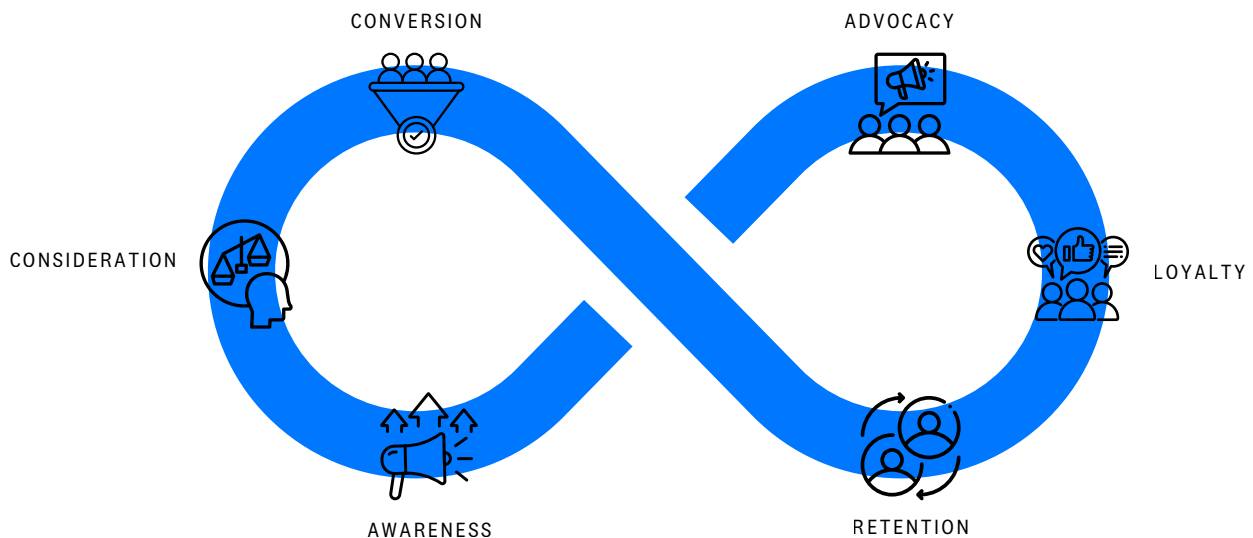 CONVERSION
ADVOCACY
CONSIDERATION
LOYALTY
AWARENESS
RETENTION